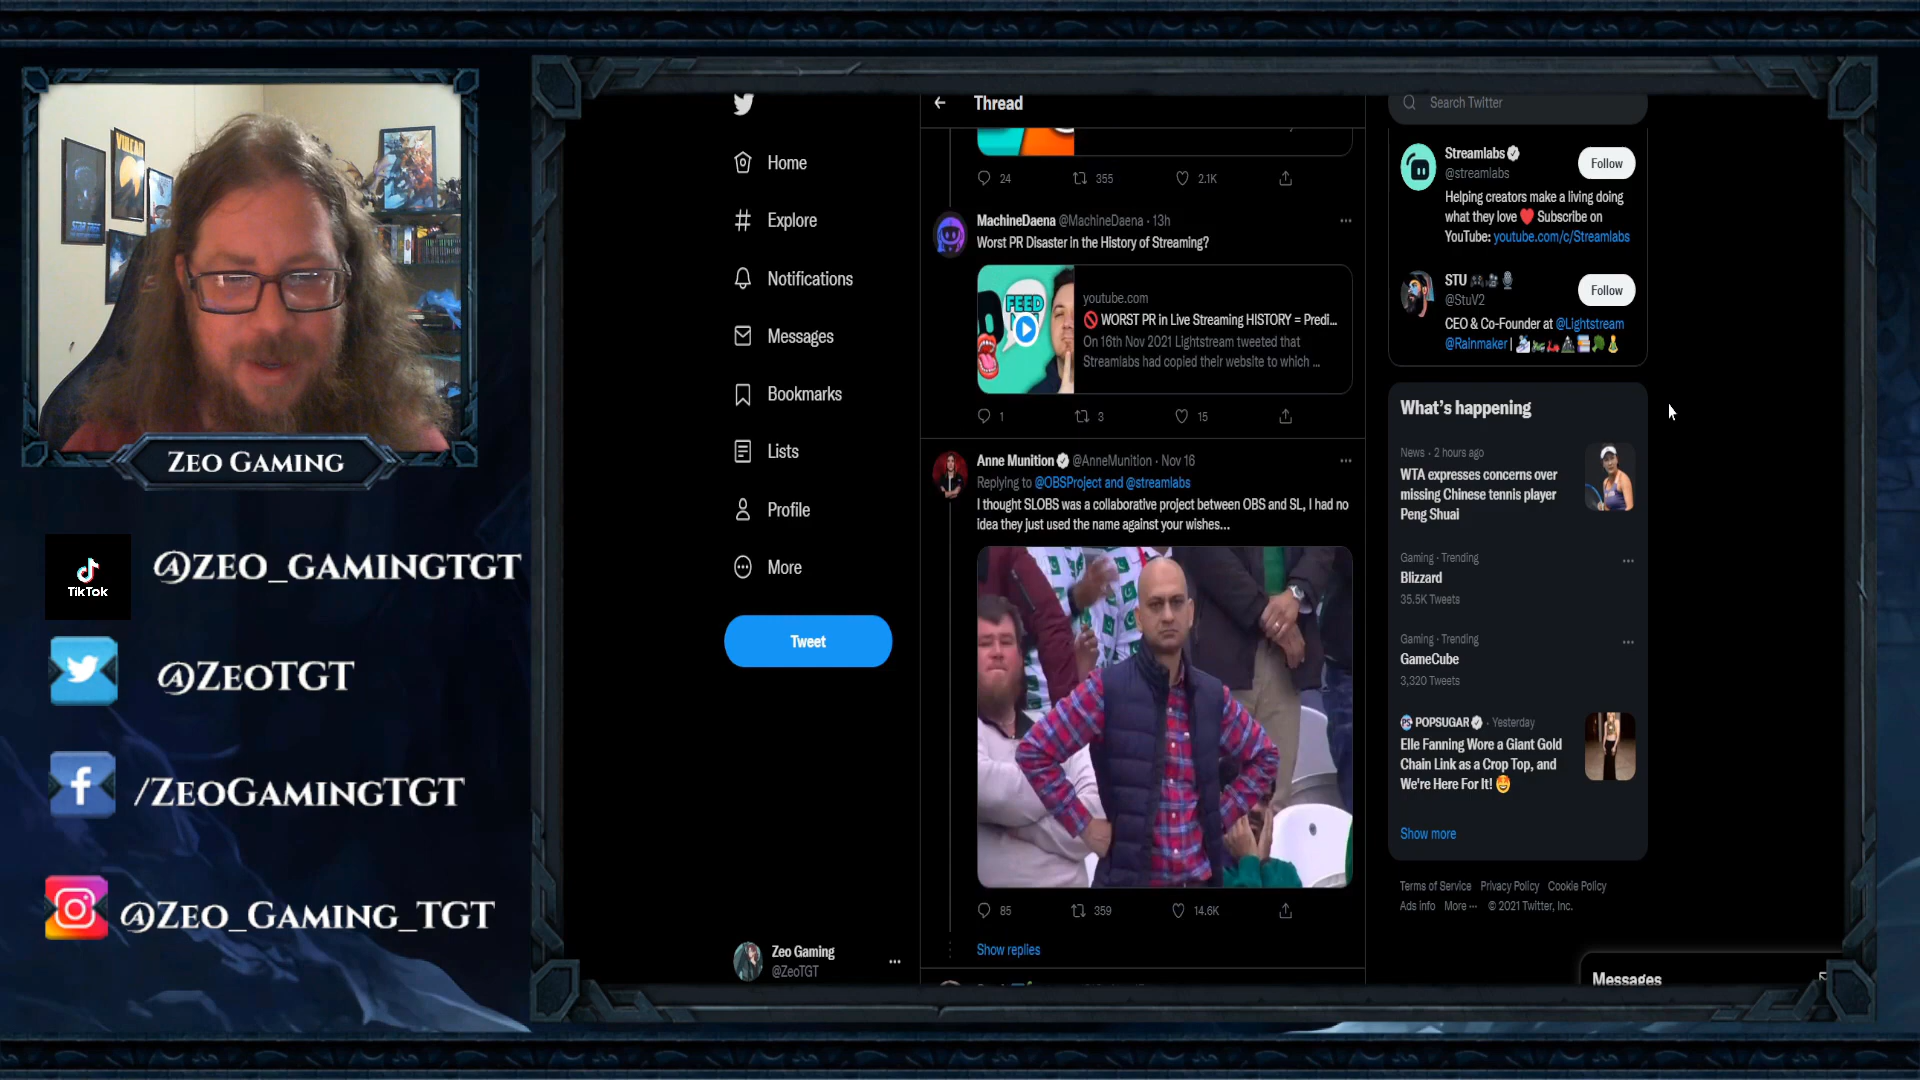 ZEO GAMING
TikTok
@ZEO_GAMINGTGT
@ZEOTGT
/ZEOGAMINGTGT
@ZEO_GAMING_TGT
Home
Explore
Notifications
Messages
Bookmarks
Lists
Profile
More
Tweet
Zeo Gaming
@ZeoTGT
Thread
24 355 2.1K
MachineDaena @MachineDaena · 13h
Worst PR Disaster in the HIstory of Streaming?
FEED
youtube.com
WORST PR in Live Streaming HISTORY = Predi...
On 16th Nov 2021 Lightstream tweeted that
Streamlabs had copied their website to which ...
1 3 15
Anne Munition @AnneMunition · Nov 16
Replying to @OBSProject and @streamlabs
I thought SLOBS was a collaborative project between OBS and SL, I had no
idea they just used the name against your wishes...
85 359 14.6K
Show replies
Search Twitter
Streamlabs
@streamlabs
Follow
Helping creators make a living doing
what they love ❤️ Subscribe on
YouTube: youtube.com/c/Streamlabs
STU 🎮📽️🎙️
@StuV2
Follow
CEO & Co-Founder at @Lightstream
@Rainmaker |
What's happening
News · 2 hours ago
WTA expresses concerns over
missing Chinese tennis player
Peng Shuai
Gaming · Trending
Blizzard
35.5K Tweets
Gaming · Trending
GameCube
3,320 Tweets
POPSUGAR · Yesterday
Elle Fanning Wore a Giant Gold
Chain Link as a Crop Top, and
We're Here For It! 🤩
Show more
Terms of Service Privacy Policy Cookie Policy
Ads info More ··· © 2021 Twitter, Inc.
Messages